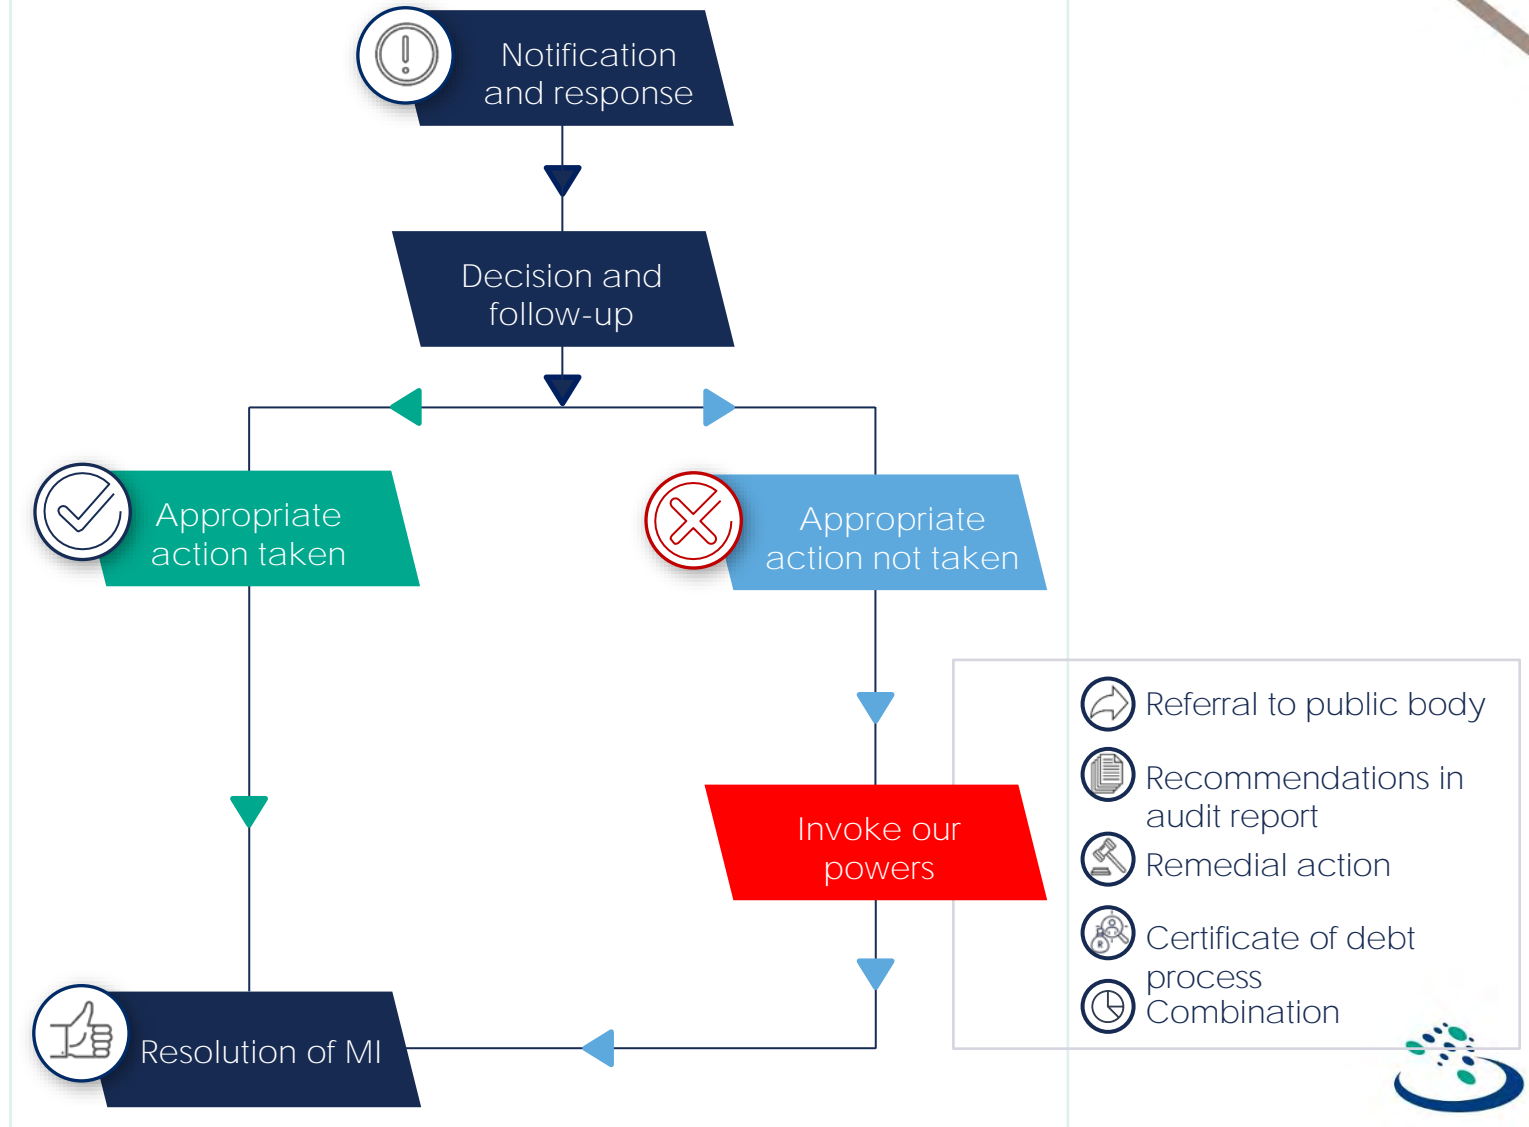 Notification
and response
Decision and
follow-up
Appropriate
action taken
Appropriate
action not taken
Referral to public body
Recommendations in
audit report
Invoke our
powers
Remedial action
Certificate of debt
process
Combination
Resolution of MI